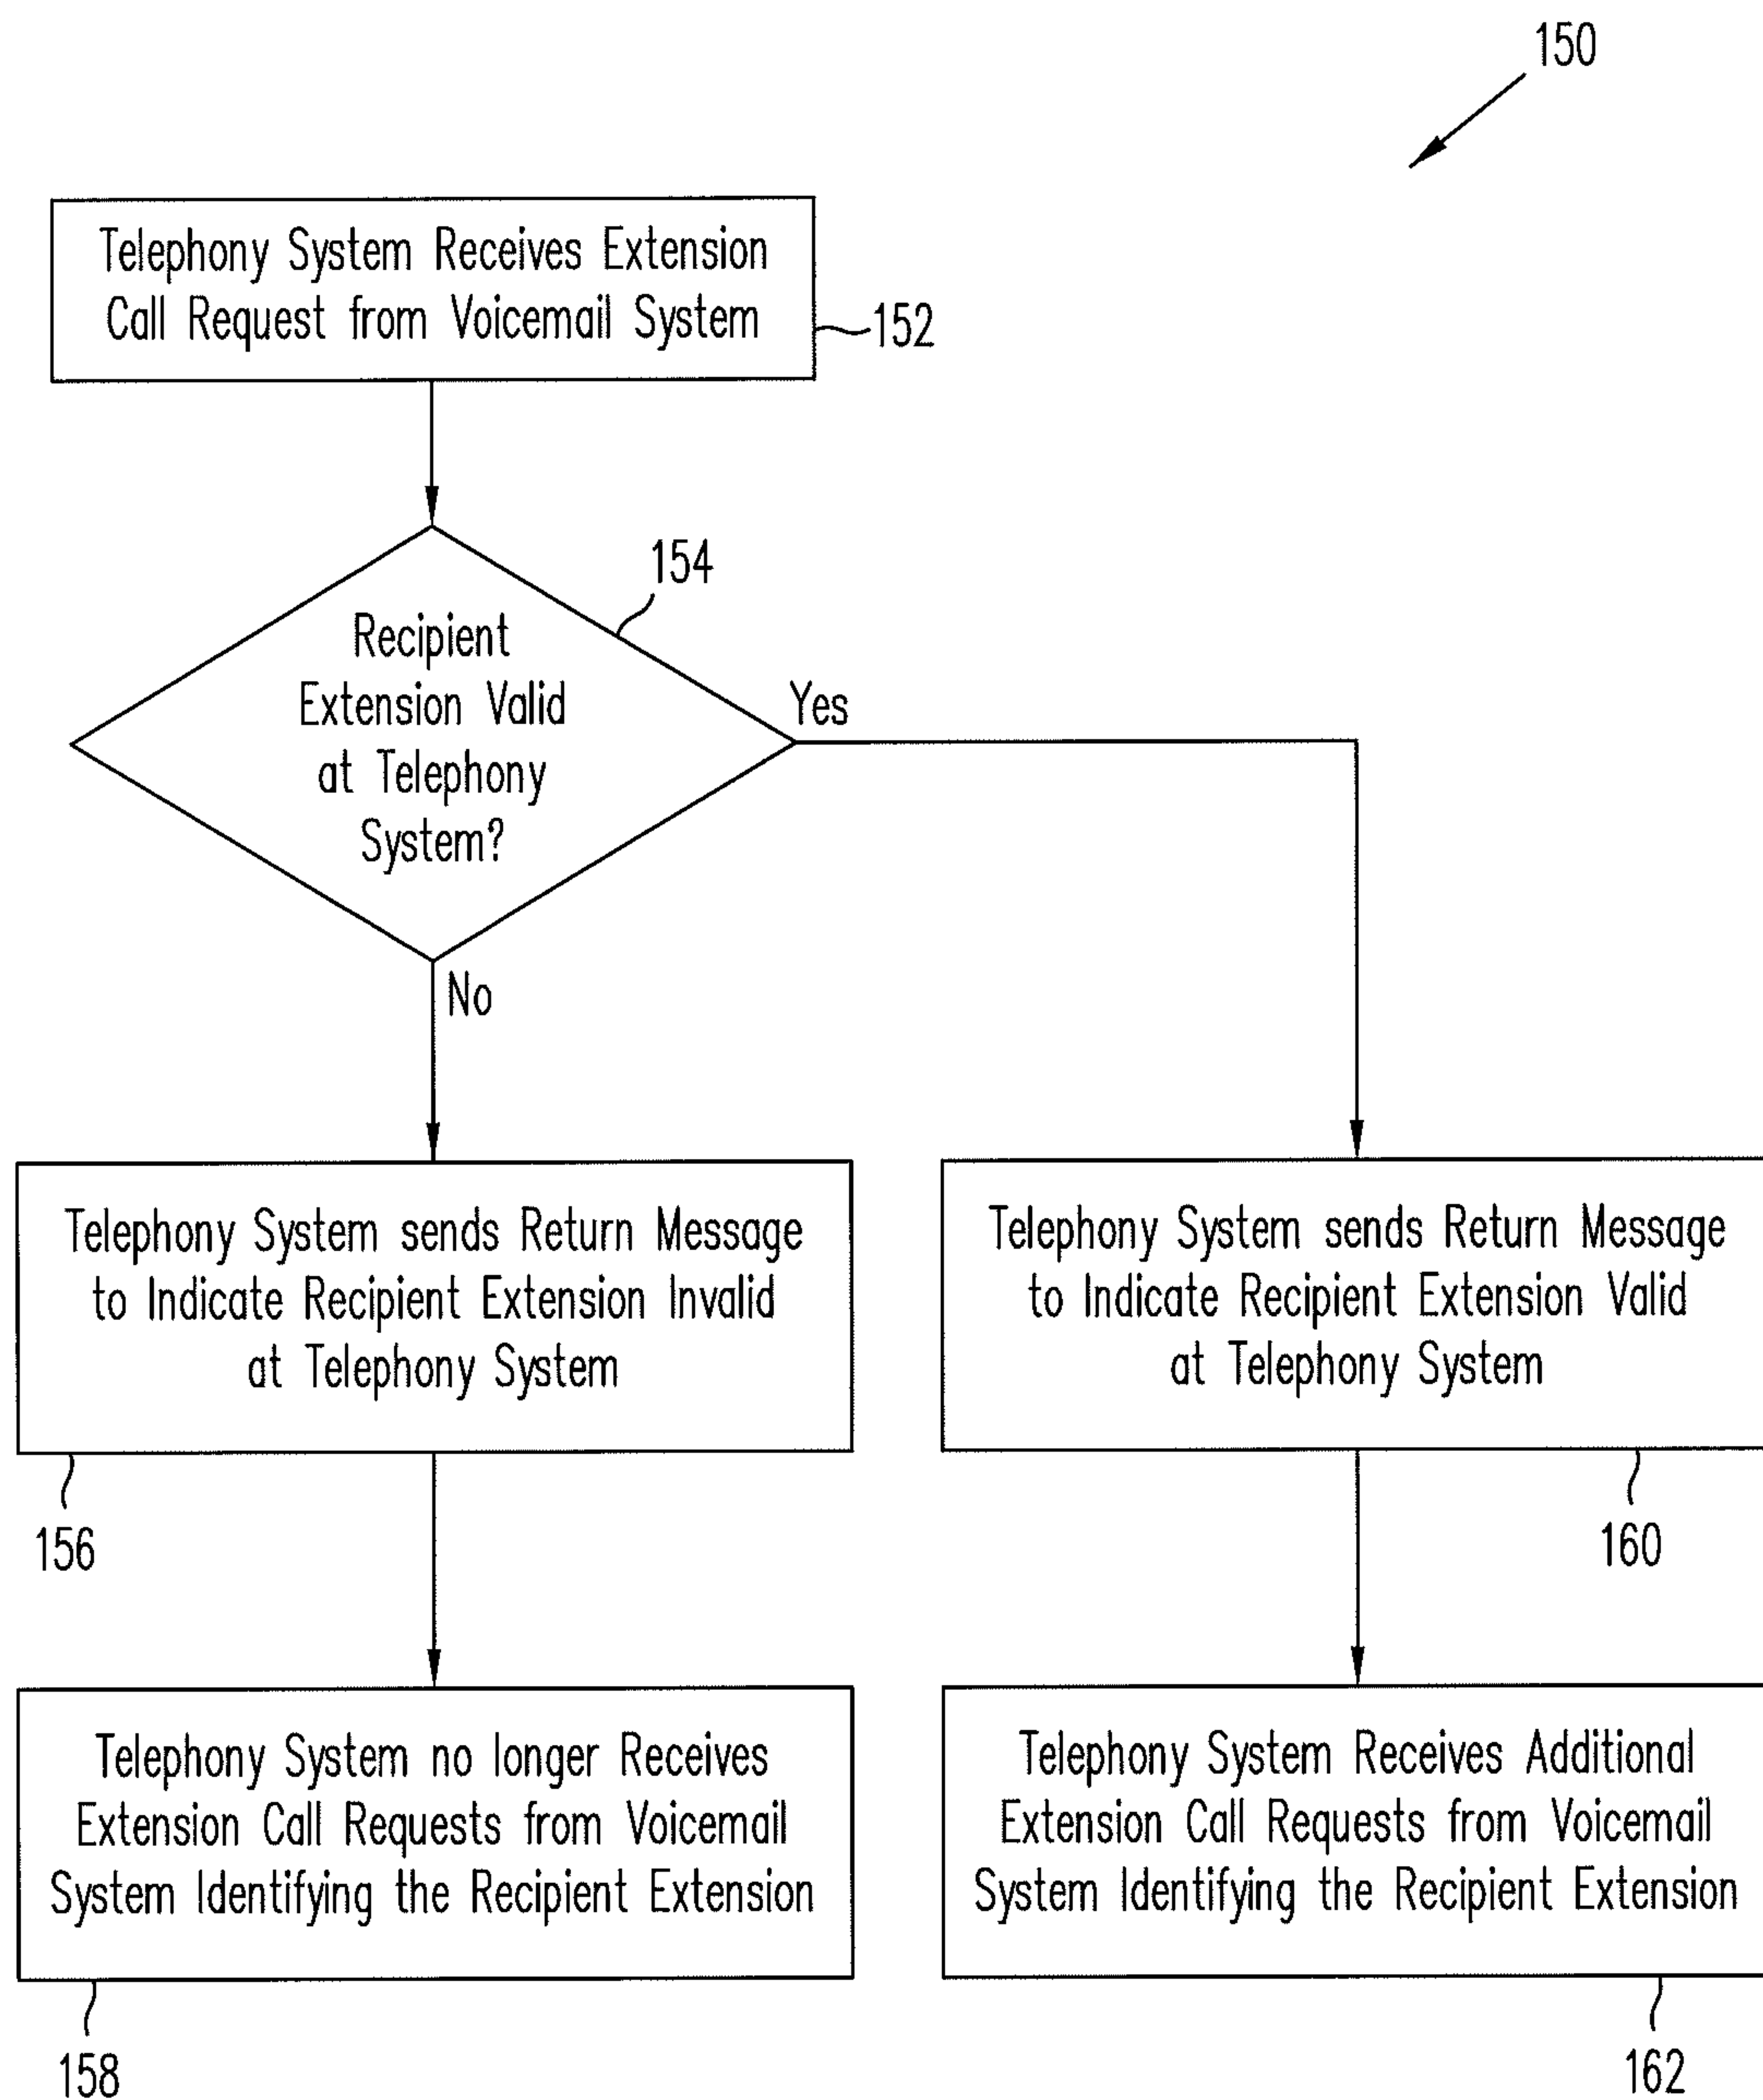 150
Telephony System Receives Extension
Call Request from Voicemail System
152
154
Recipient
Extension Valid
at Telephony
System?
Yes
No
Telephony System sends Return Message
to Indicate Recipient Extension Invalid
at Telephony System
156
Telephony System sends Return Message
to Indicate Recipient Extension Valid
at Telephony System
160
Telephony System no longer Receives
Extension Call Requests from Voicemail
System Identifying the Recipient Extension
158
Telephony System Receives Additional
Extension Call Requests from Voicemail
System Identifying the Recipient Extension
162